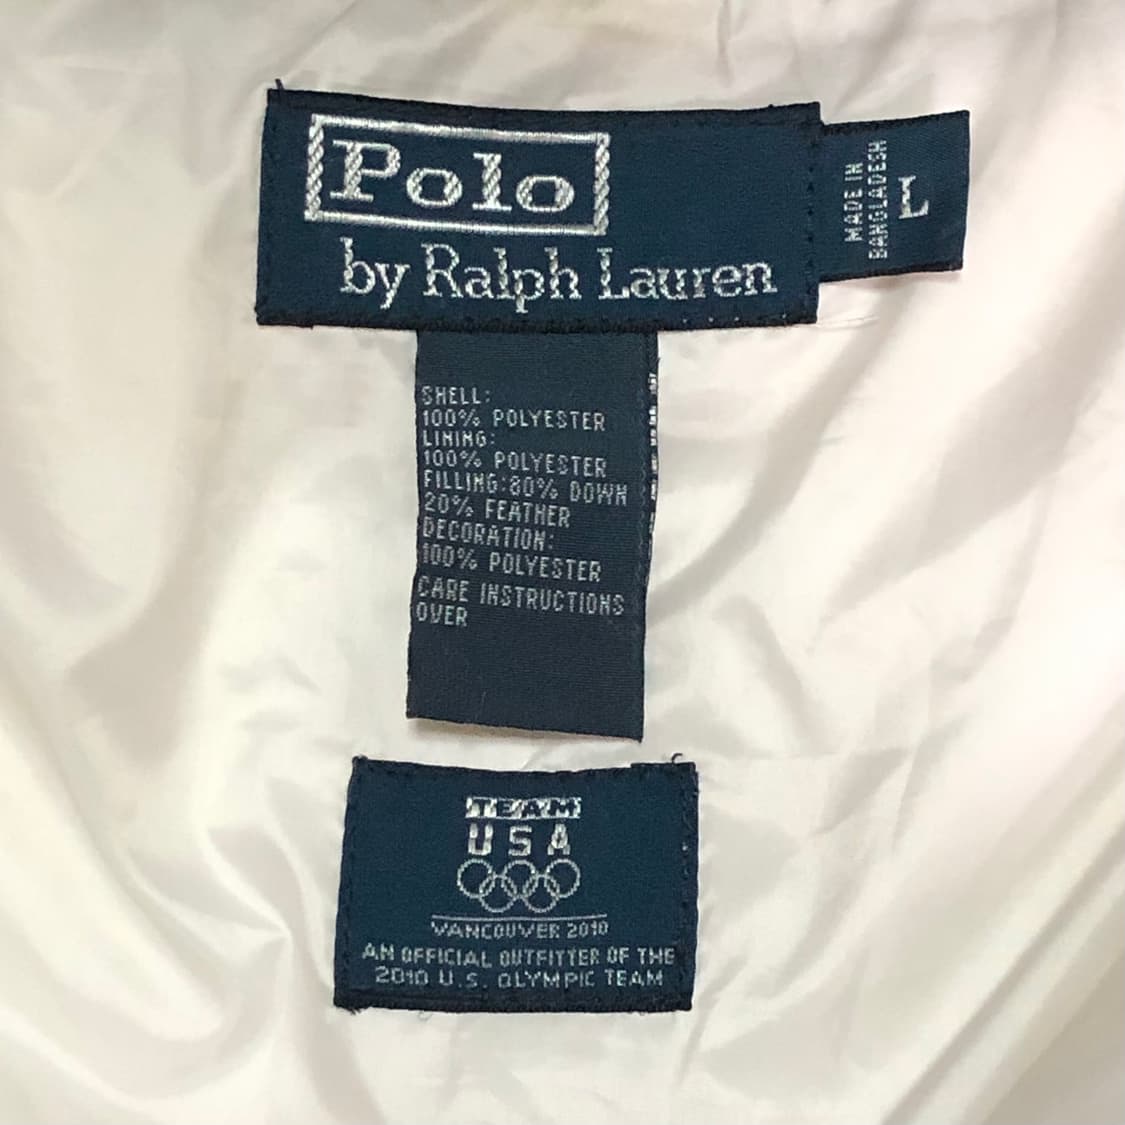 Polo
by Ralph Lauren
MADE IN
BANGLADESH
L
SHELL:
100% POLYESTER
LINING:
100% POLYESTER
FILLING:80% DOWN
20% FEATHER
DECORATION:
100% POLYESTER
CARE INSTRUCTIONS
OVER
TEAM
USA
VANCOUVER 2010
AN OFFICIAL OUTFITTER OF THE
2010 U.S. OLYMPIC TEAM